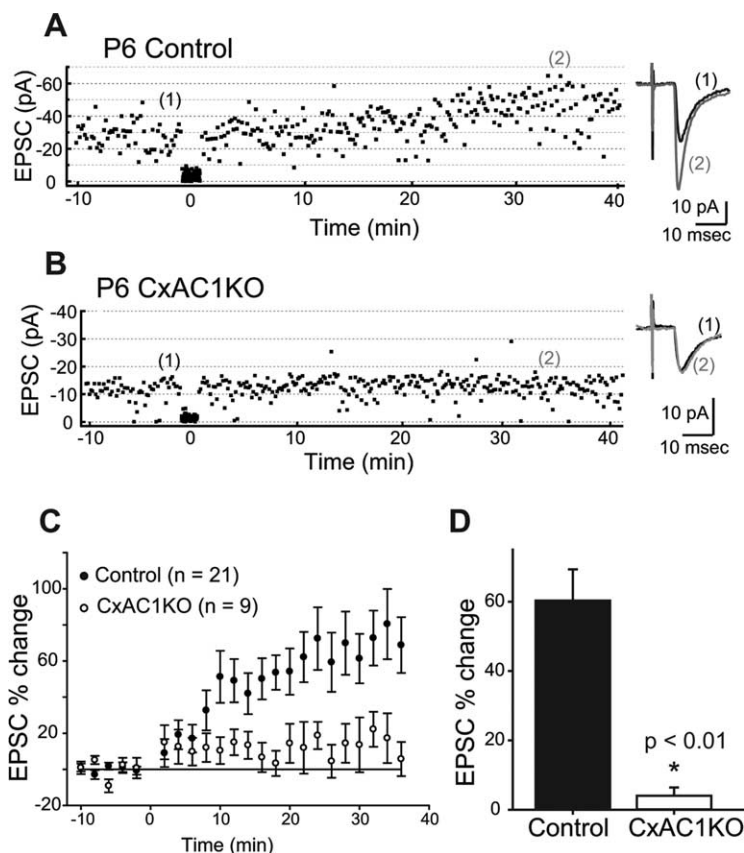 A
P6 Control
EPSC (pA)
-60
-40
-20
0
(1)
(2)
-10
0
10
20
30
40
Time (min)
(1)
(2)
10 pA
10 msec
B
P6 CxAC1KO
EPSC (pA)
-40
-30
-20
-10
0
(1)
(2)
-10
0
10
20
30
40
Time (min)
(1)
(2)
10 pA
10 msec
C
EPSC % change
100
60
20
-20
Control (n = 21)
CxAC1KO (n = 9)
-10
0
10
20
30
40
Time (min)
D
EPSC % change
60
40
20
0
p < 0.01
*
Control
CxAC1KO